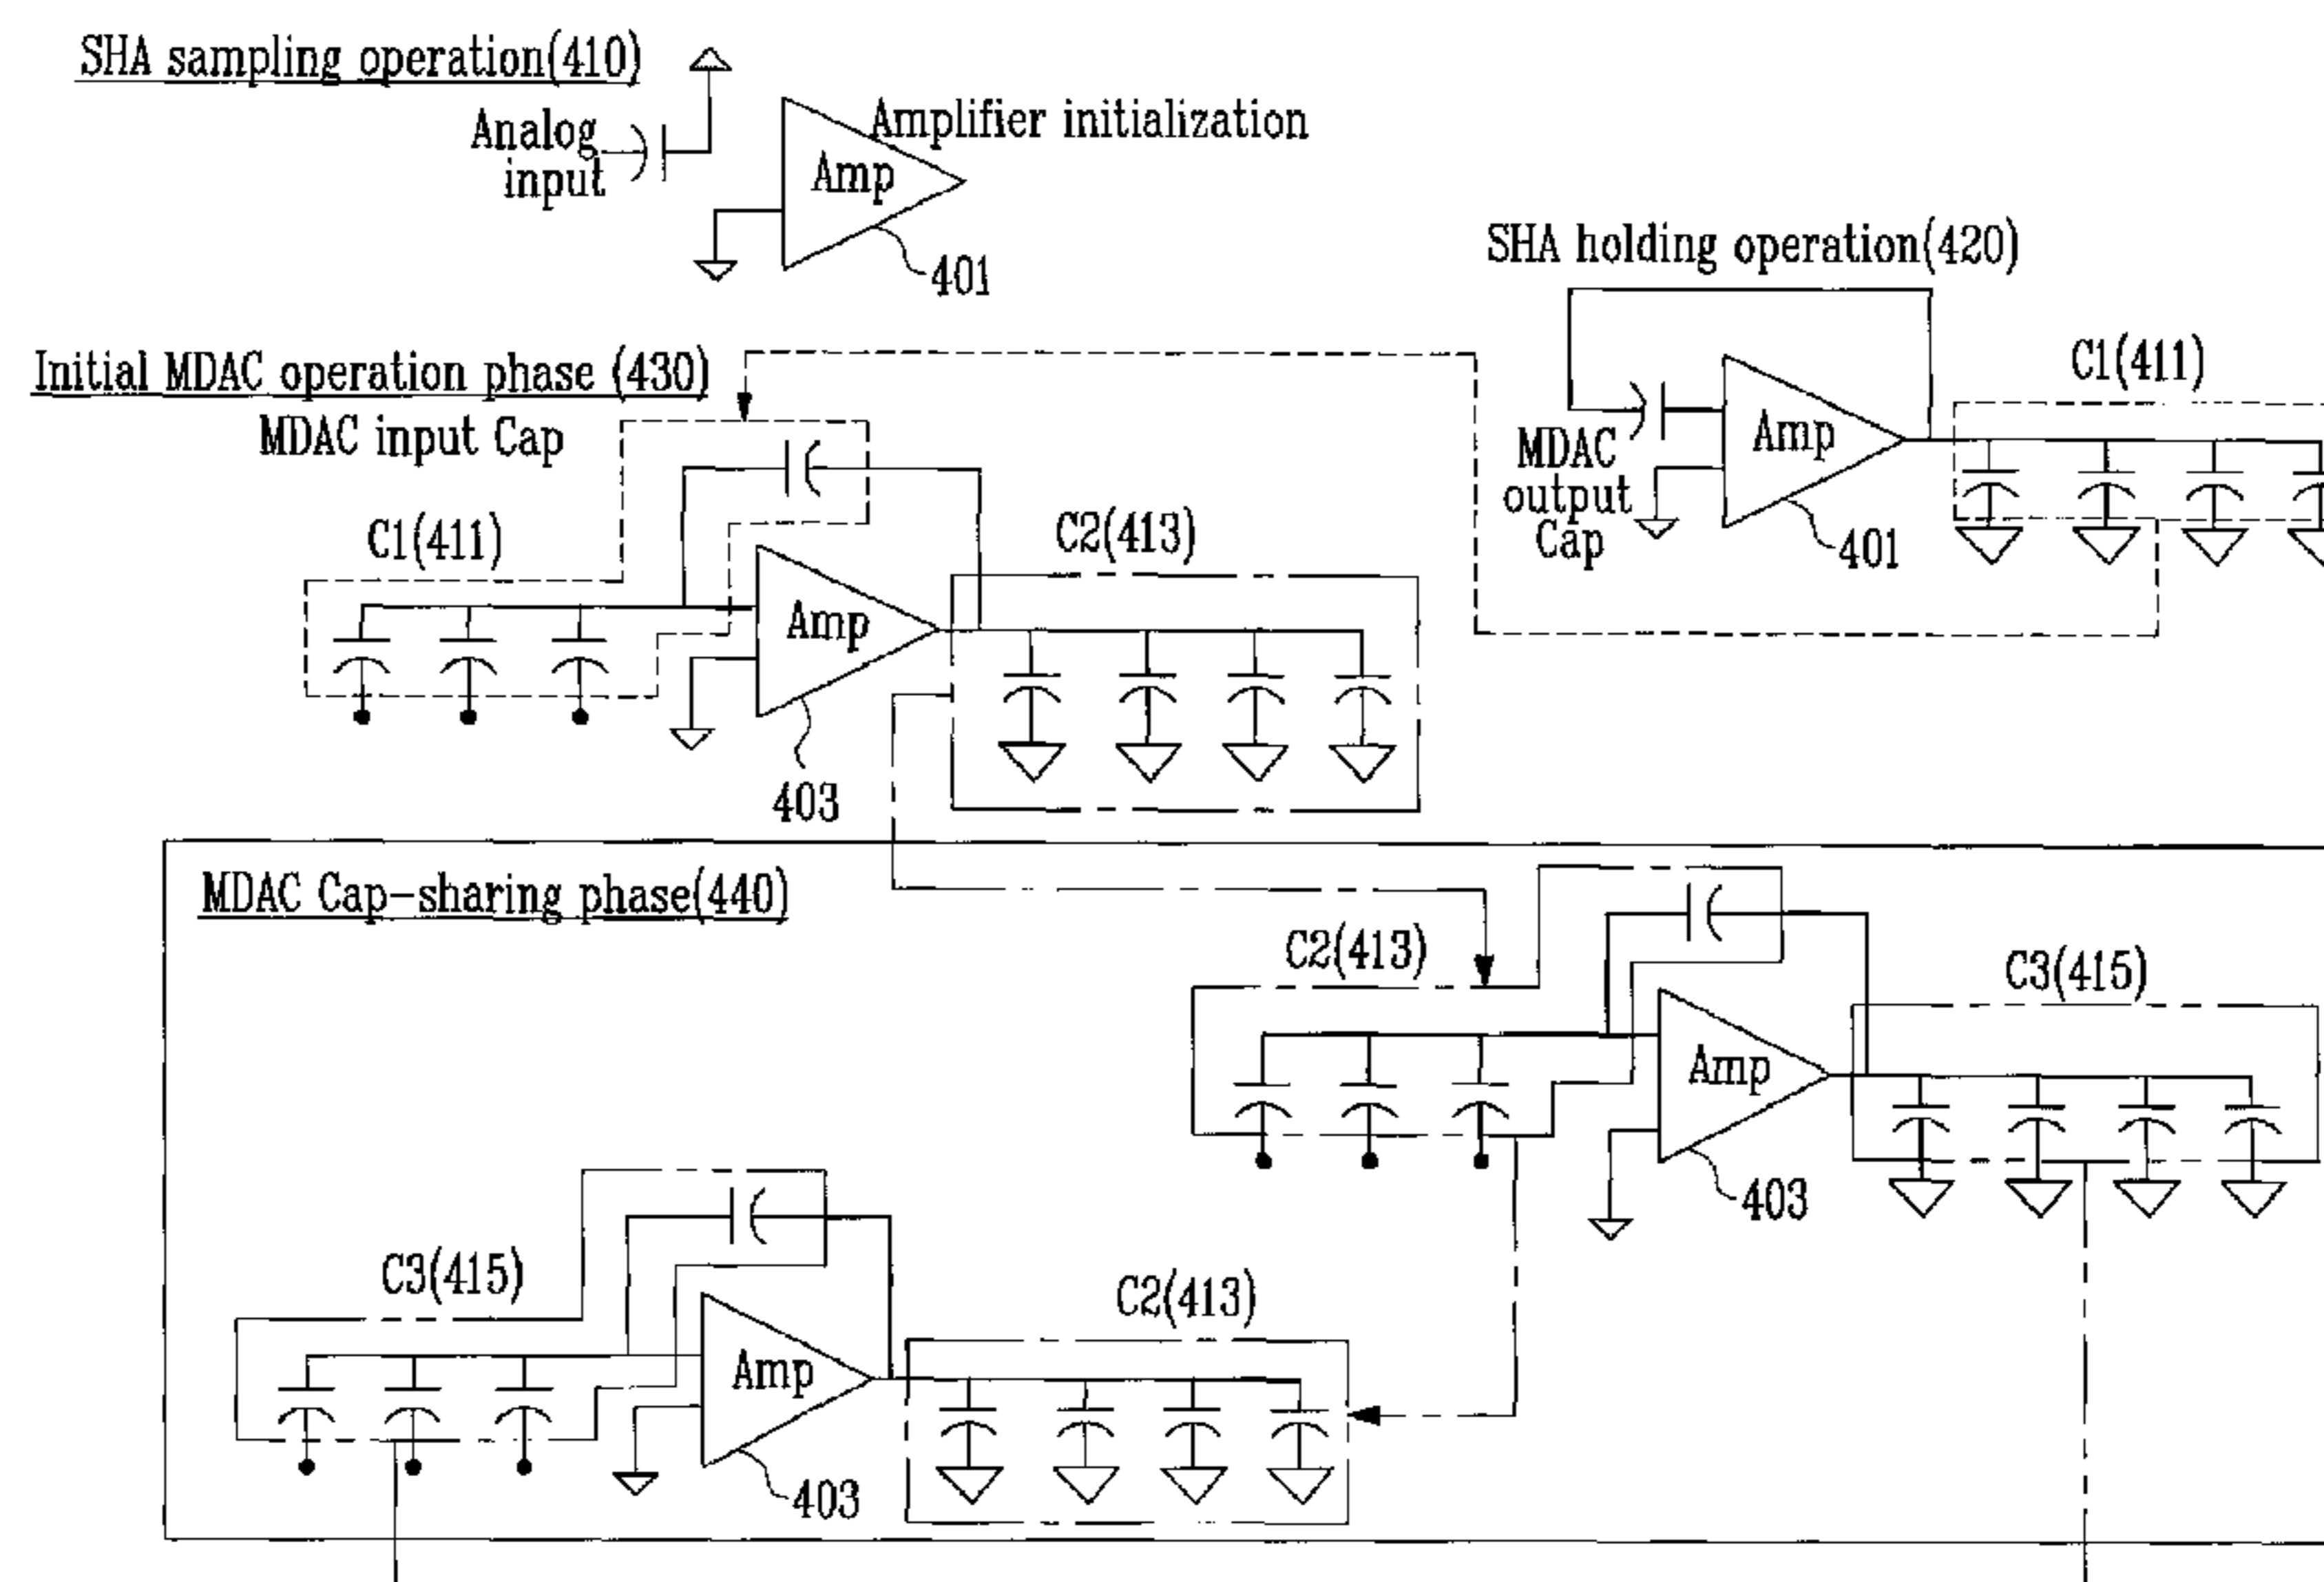 SHA sampling operation(410)
Analog
input
Amplifier initialization
Amp
401
SHA holding operation(420)
C1(411)
Amp
MDAC
output
Cap
401
Initial MDAC operation phase (430)
MDAC input Cap
C1(411)
C2(413)
Amp
403
MDAC Cap-sharing phase(440)
C2(413)
C3(415)
Amp
403
C3(415)
C2(413)
Amp
403